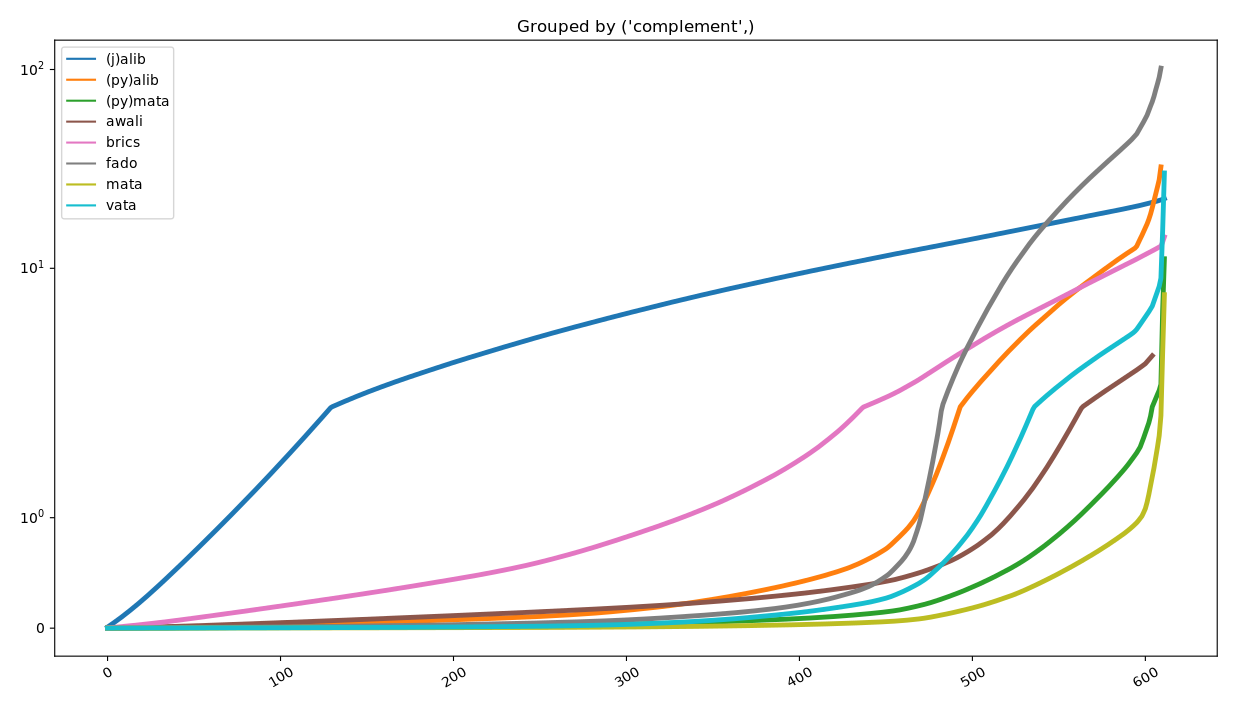 Grouped by ('complement',)
(j)alib
(py)alib
(py)mata
awali
brics
fado
mata
vata
10²
10¹
10⁰
0
0
100
200
300
400
500
600